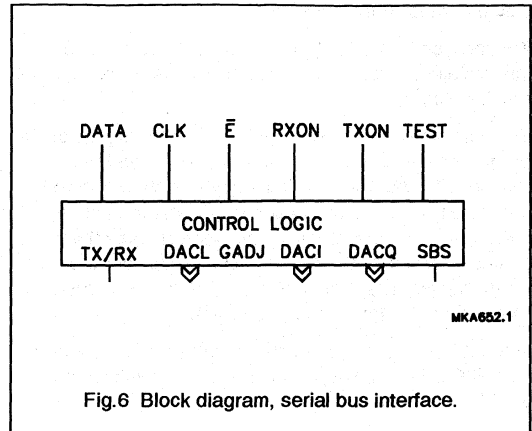 DATA CLK E̅ RXON TXON TEST
CONTROL LOGIC
TX/RX DACL GADJ DACI DACQ SBS
MKA652.1
Fig.6 Block diagram, serial bus interface.